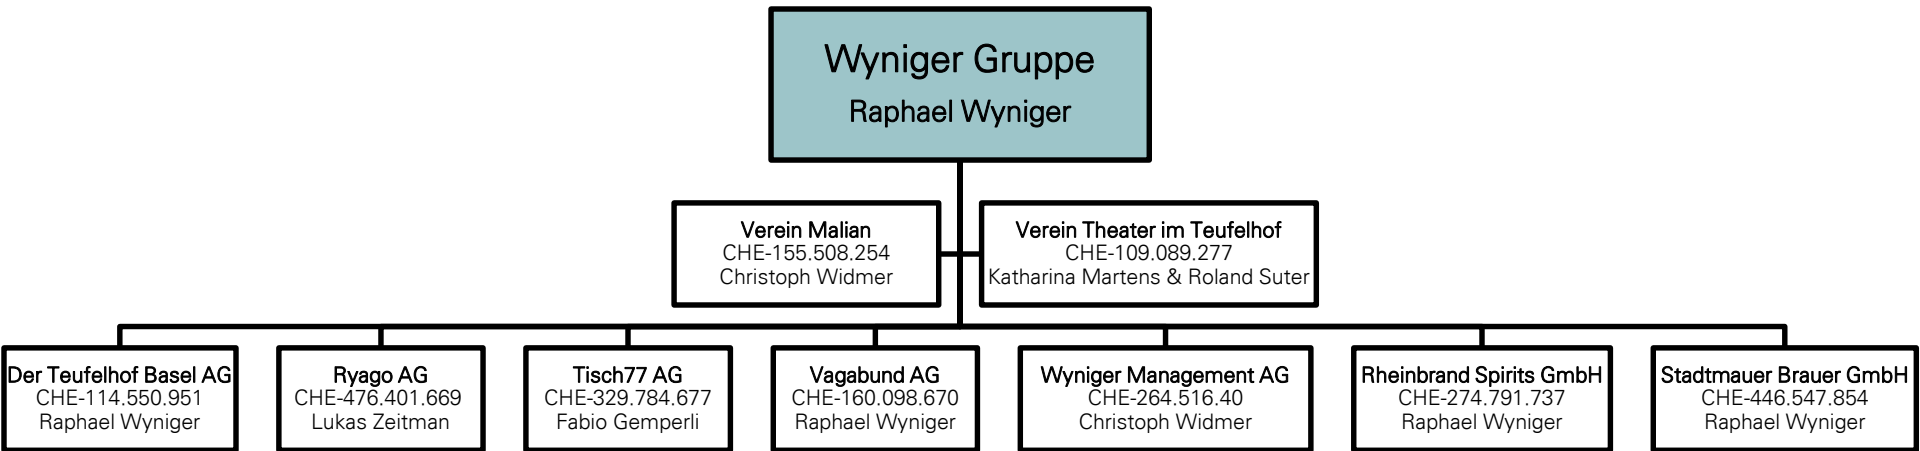 Wyniger Gruppe
Raphael Wyniger
Verein Malian
CHE-155.508.254
Christoph Widmer
Verein Theater im Teufelhof
CHE-109.089.277
Katharina Martens & Roland Suter
Der Teufelhof Basel AG
CHE-114.550.951
Raphael Wyniger
Ryago AG
CHE-476.401.669
Lukas Zeitman
Tisch77 AG
CHE-329.784.677
Fabio Gemperli
Vagabund AG
CHE-160.098.670
Raphael Wyniger
Wyniger Management AG
CHE-264.516.40
Christoph Widmer
Rheinbrand Spirits GmbH
CHE-274.791.737
Raphael Wyniger
Stadtmauer Brauer GmbH
CHE-446.547.854
Raphael Wyniger